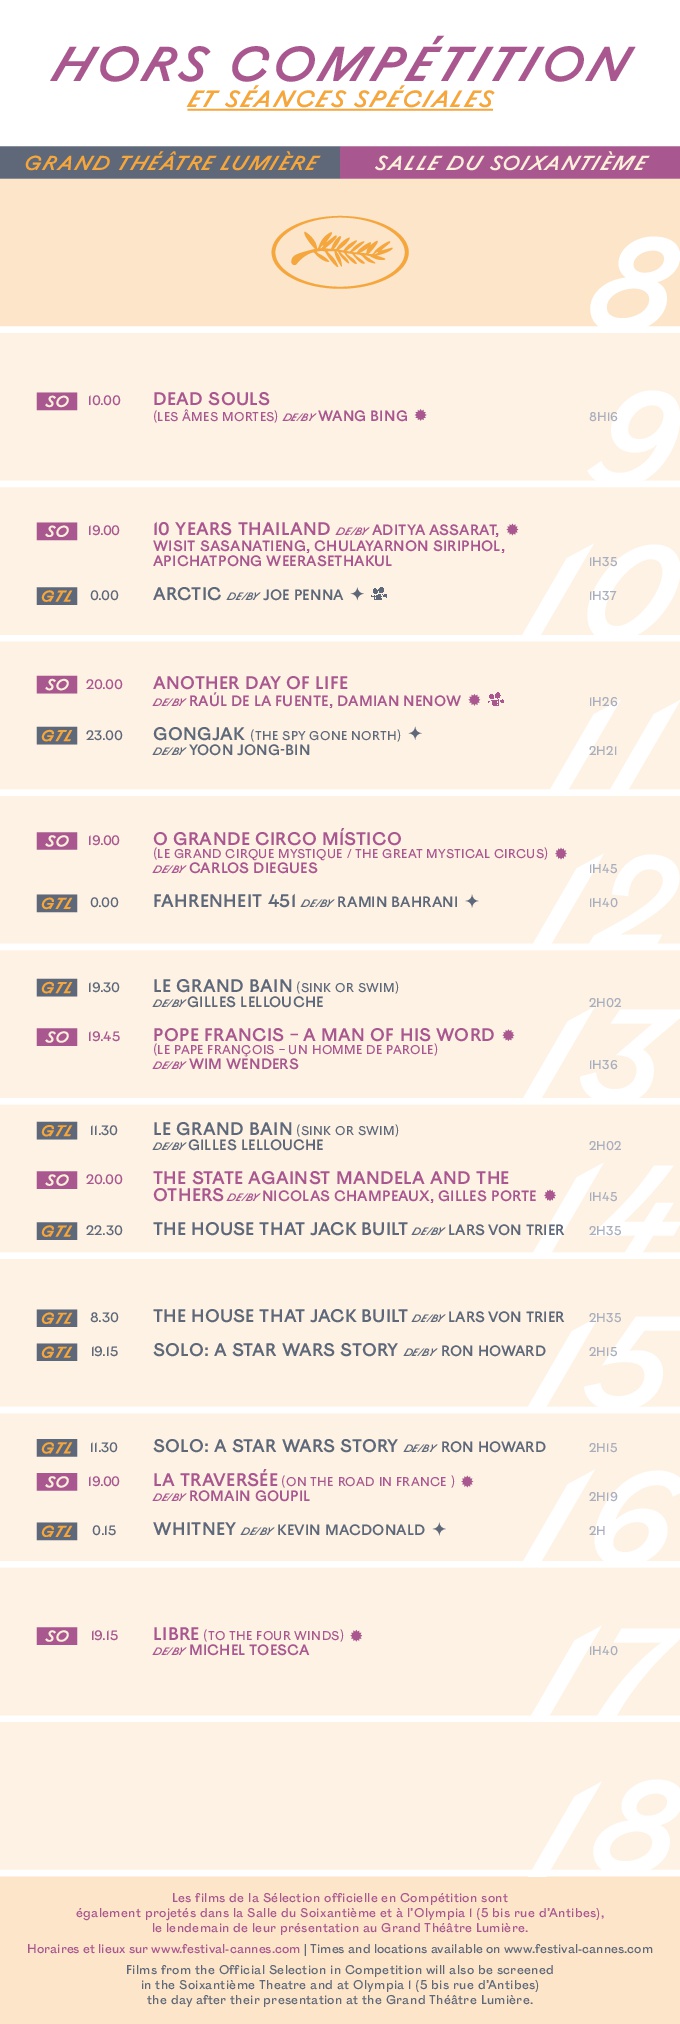 HORS COMPÉTITION
ET SÉANCES SPÉCIALES
GRAND THÉÂTRE LUMIÈRE SALLE DU SOIXANTIÈME
8
SO 10.00 DEAD SOULS
(LES ÂMES MORTES) DE/BY WANG BING 8H16
9
SO 19.00 10 YEARS THAILAND DE/BY ADITYA ASSARAT,
WISIT SASANATIENG, CHULAYARNON SIRIPHOL,
APICHATPONG WEERASETHAKUL 1H35
GTL 0.00 ARCTIC DE/BY JOE PENNA 1H37
10
SO 20.00 ANOTHER DAY OF LIFE
DE/BY RAÚL DE LA FUENTE, DAMIAN NENOW 1H26
GTL 23.00 GONGJAK (THE SPY GONE NORTH)
DE/BY YOON JONG-BIN 2H21
11
SO 19.00 O GRANDE CIRCO MÍSTICO
(LE GRAND CIRQUE MYSTIQUE / THE GREAT MYSTICAL CIRCUS)
DE/BY CARLOS DIEGUES 1H45
GTL 0.00 FAHRENHEIT 451 DE/BY RAMIN BAHRANI 1H40
12
GTL 19.30 LE GRAND BAIN (SINK OR SWIM)
DE/BY GILLES LELLOUCHE 2H02
SO 19.45 POPE FRANCIS – A MAN OF HIS WORD
(LE PAPE FRANÇOIS – UN HOMME DE PAROLE)
DE/BY WIM WENDERS 1H36
13
GTL 11.30 LE GRAND BAIN (SINK OR SWIM)
DE/BY GILLES LELLOUCHE 2H02
SO 20.00 THE STATE AGAINST MANDELA AND THE
OTHERS DE/BY NICOLAS CHAMPEAUX, GILLES PORTE 1H45
GTL 22.30 THE HOUSE THAT JACK BUILT DE/BY LARS VON TRIER 2H35
14
GTL 8.30 THE HOUSE THAT JACK BUILT DE/BY LARS VON TRIER 2H35
GTL 19.15 SOLO: A STAR WARS STORY DE/BY RON HOWARD 2H15
15
GTL 11.30 SOLO: A STAR WARS STORY DE/BY RON HOWARD 2H15
SO 19.00 LA TRAVERSÉE (ON THE ROAD IN FRANCE )
DE/BY ROMAIN GOUPIL 2H19
GTL 0.15 WHITNEY DE/BY KEVIN MACDONALD 2H
16
SO 19.15 LIBRE (TO THE FOUR WINDS)
DE/BY MICHEL TOESCA 1H40
17
18
Les films de la Sélection officielle en Compétition sont
également projetés dans la Salle du Soixantième et à l'Olympia 1 (5 bis rue d'Antibes),
le lendemain de leur présentation au Grand Théâtre Lumière.
Horaires et lieux sur www.festival-cannes.com | Times and locations available on www.festival-cannes.com
Films from the Official Selection in Competition will also be screened
in the Soixantième Theatre and at Olympia 1 (5 bis rue d'Antibes)
the day after their presentation at the Grand Théâtre Lumière.